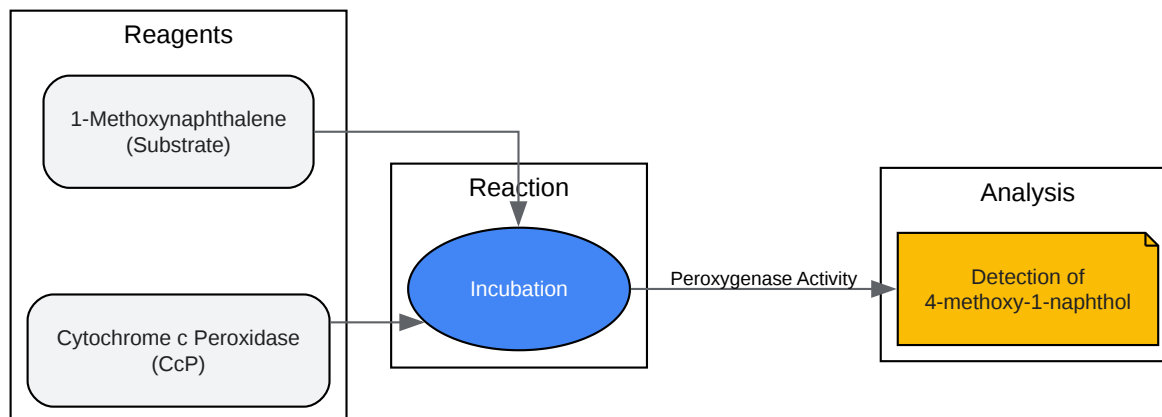 Reagents
1-Methoxynaphthalene
(Substrate)
Cytochrome c Peroxidase
(CcP)
Reaction
Incubation
Peroxygenase Activity
Analysis
Detection of
4-methoxy-1-naphthol